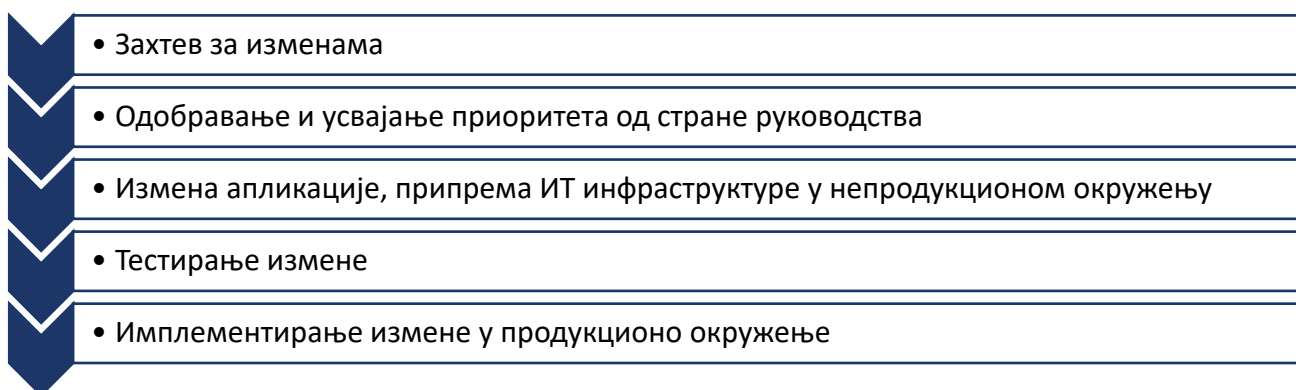 • Захтев за изменама
• Одобравање и усвајање приоритета од стране руководства
• Измена апликације, припрема ИТ инфраструктуре у непродукционом окружењу
• Тестирање измене
• Имплементирање измене у продукционо окружење